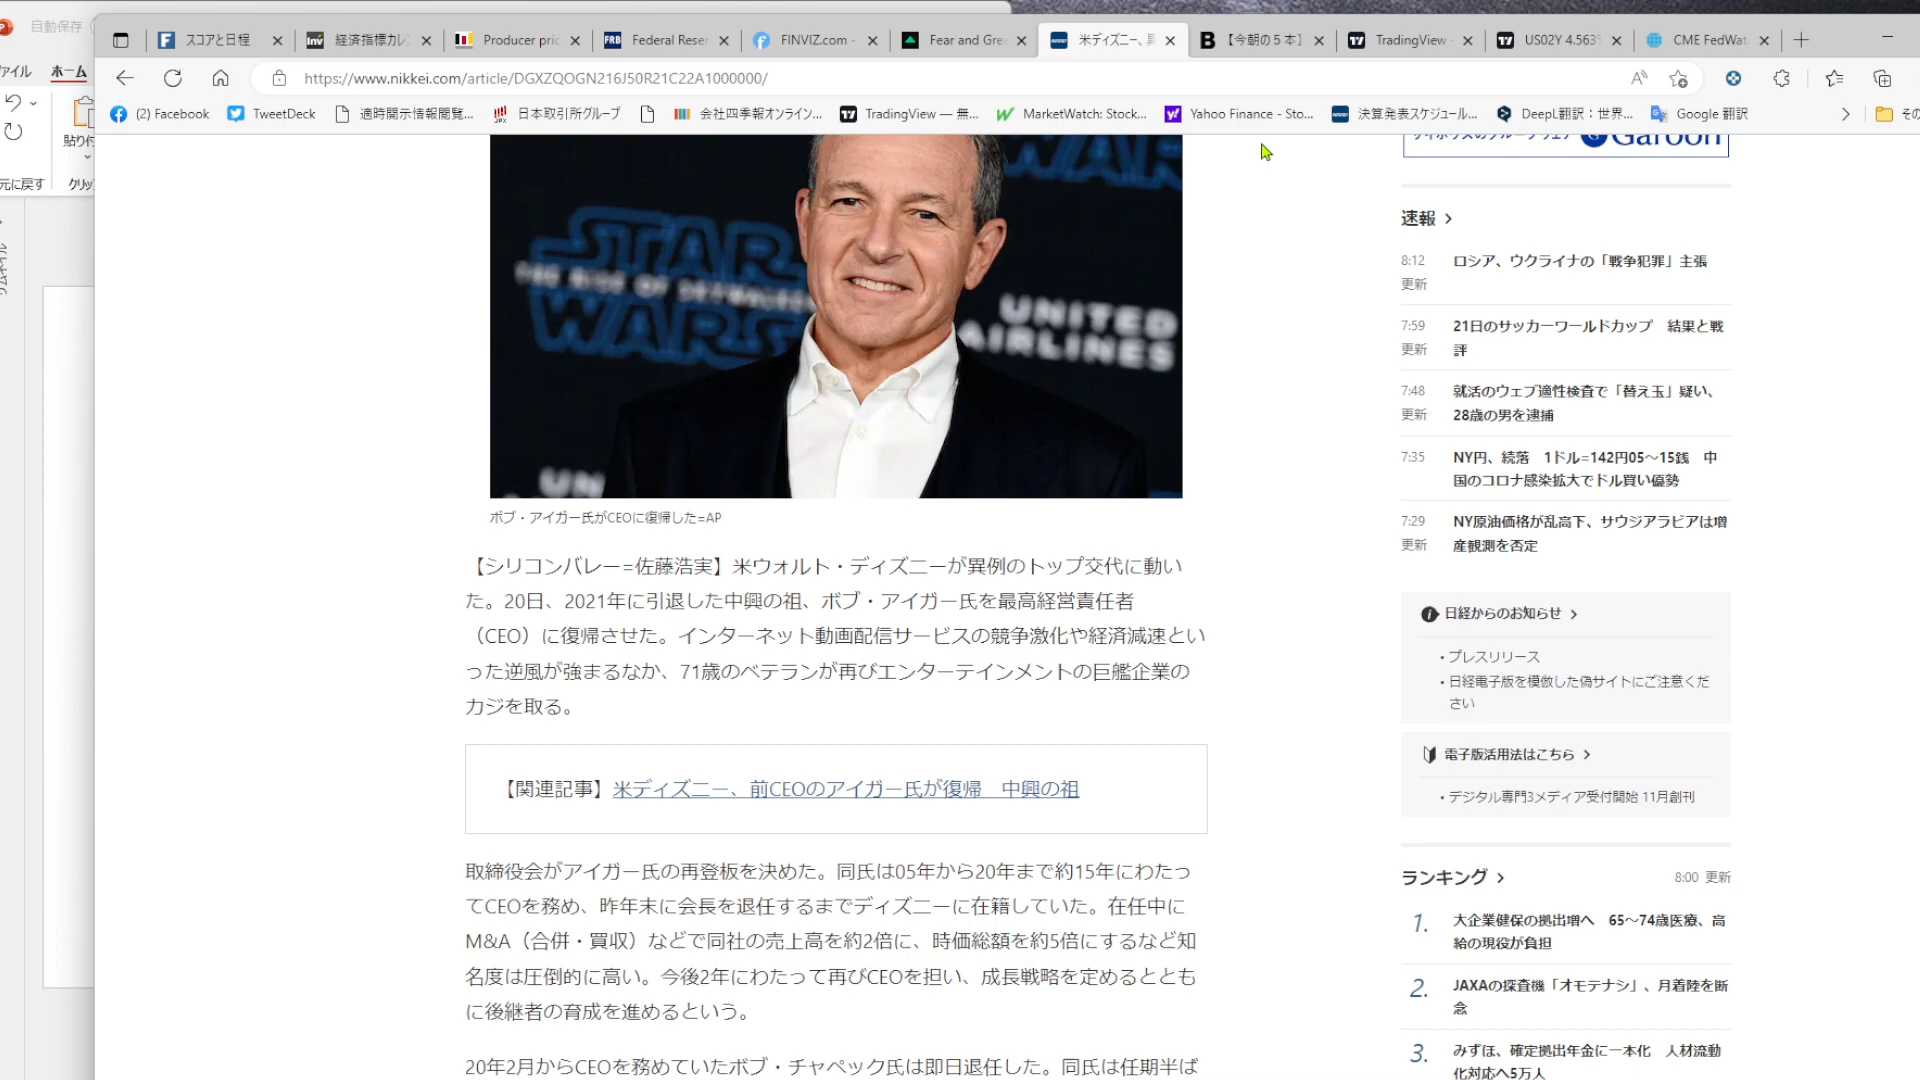 自動保存
スコアと日程
経済指標カレ
Producer pric
Federal Reser
FINVIZ.com -
Fear and Gre
米ディズニー、異
【今朝の５本】
TradingView -
US02Y 4.563%
CME FedWat
ァイル ホーム
https://www.nikkei.com/article/DGXZQOGN216J50R21C22A1000000/
(2) Facebook
TweetDeck
適時開示情報閲覧...
日本取引所グループ
会社四季報オンライン...
TradingView — 無...
MarketWatch: Stock...
Yahoo Finance - Sto...
決算発表スケジュール...
DeepL翻訳：世界...
Google 翻訳
その
貼り付
元に戻す
クリッ
Garoon
STAR
THE RISE OF SKYWALKER
WARS
UNITED
AIRLINES
UN
ボブ・アイガー氏がCEOに復帰した=AP
【シリコンバレー=佐藤浩実】米ウォルト・ディズニーが異例のトップ交代に動い
た。20日、2021年に引退した中興の祖、ボブ・アイガー氏を最高経営責任者
（CEO）に復帰させた。インターネット動画配信サービスの競争激化や経済減速とい
った逆風が強まるなか、71歳のベテランが再びエンターテインメントの巨艦企業の
カジを取る。
【関連記事】米ディズニー、前CEOのアイガー氏が復帰　中興の祖
取締役会がアイガー氏の再登板を決めた。同氏は05年から20年まで約15年にわたっ
てCEOを務め、昨年末に会長を退任するまでディズニーに在籍していた。在任中に
M&A（合併・買収）などで同社の売上高を約2倍に、時価総額を約5倍にするなど知
名度は圧倒的に高い。今後2年にわたって再びCEOを担い、成長戦略を定めるととも
に後継者の育成を進めるという。
20年2月からCEOを務めていたボブ・チャペック氏は即日退任した。同氏は任期半ば
速報
8:12 更新
ロシア、ウクライナの「戦争犯罪」主張
7:59 更新
21日のサッカーワールドカップ　結果と戦
評
7:48 更新
就活のウェブ適性検査で「替え玉」疑い、
28歳の男を逮捕
7:35
NY円、続落　1ドル=142円05〜15銭　中
国のコロナ感染拡大でドル買い優勢
7:29 更新
NY原油価格が乱高下、サウジアラビアは増
産観測を否定
日経からのお知らせ
・プレスリリース
・日経電子版を模倣した偽サイトにご注意くだ
さい
電子版活用法はこちら
・デジタル専門3メディア受付開始 11月創刊
ランキング
8:00 更新
1. 大企業健保の拠出増へ　65〜74歳医療、高
給の現役が負担
2. JAXAの探査機「オモテナシ」、月着陸を断
念
3. みずほ、確定拠出年金に一本化　人材流動
化対応へ5万人